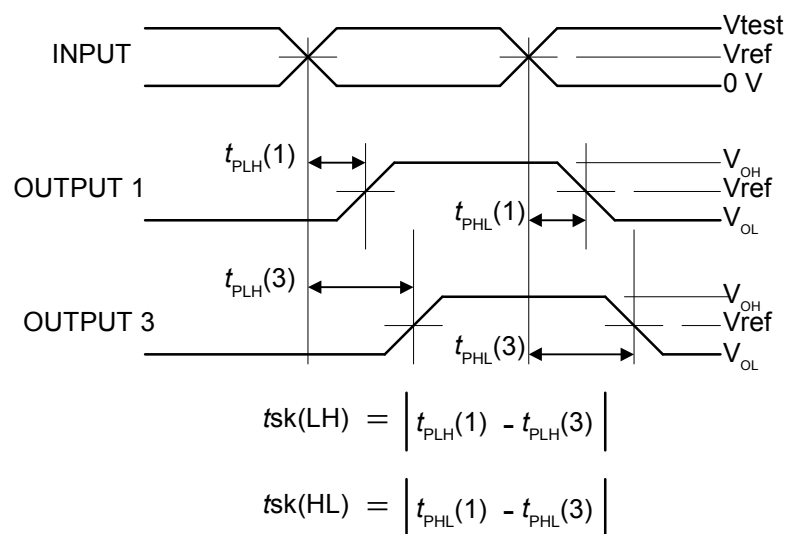 INPUT
Vtest
Vref
0 V
OUTPUT 1
tPLH(1)
tPHL(1)
VOH
Vref
VOL
OUTPUT 3
tPLH(3)
tPHL(3)
VOH
Vref
VOL
tsk(LH) = | tPLH(1) - tPLH(3) |
tsk(HL) = | tPHL(1) - tPHL(3) |